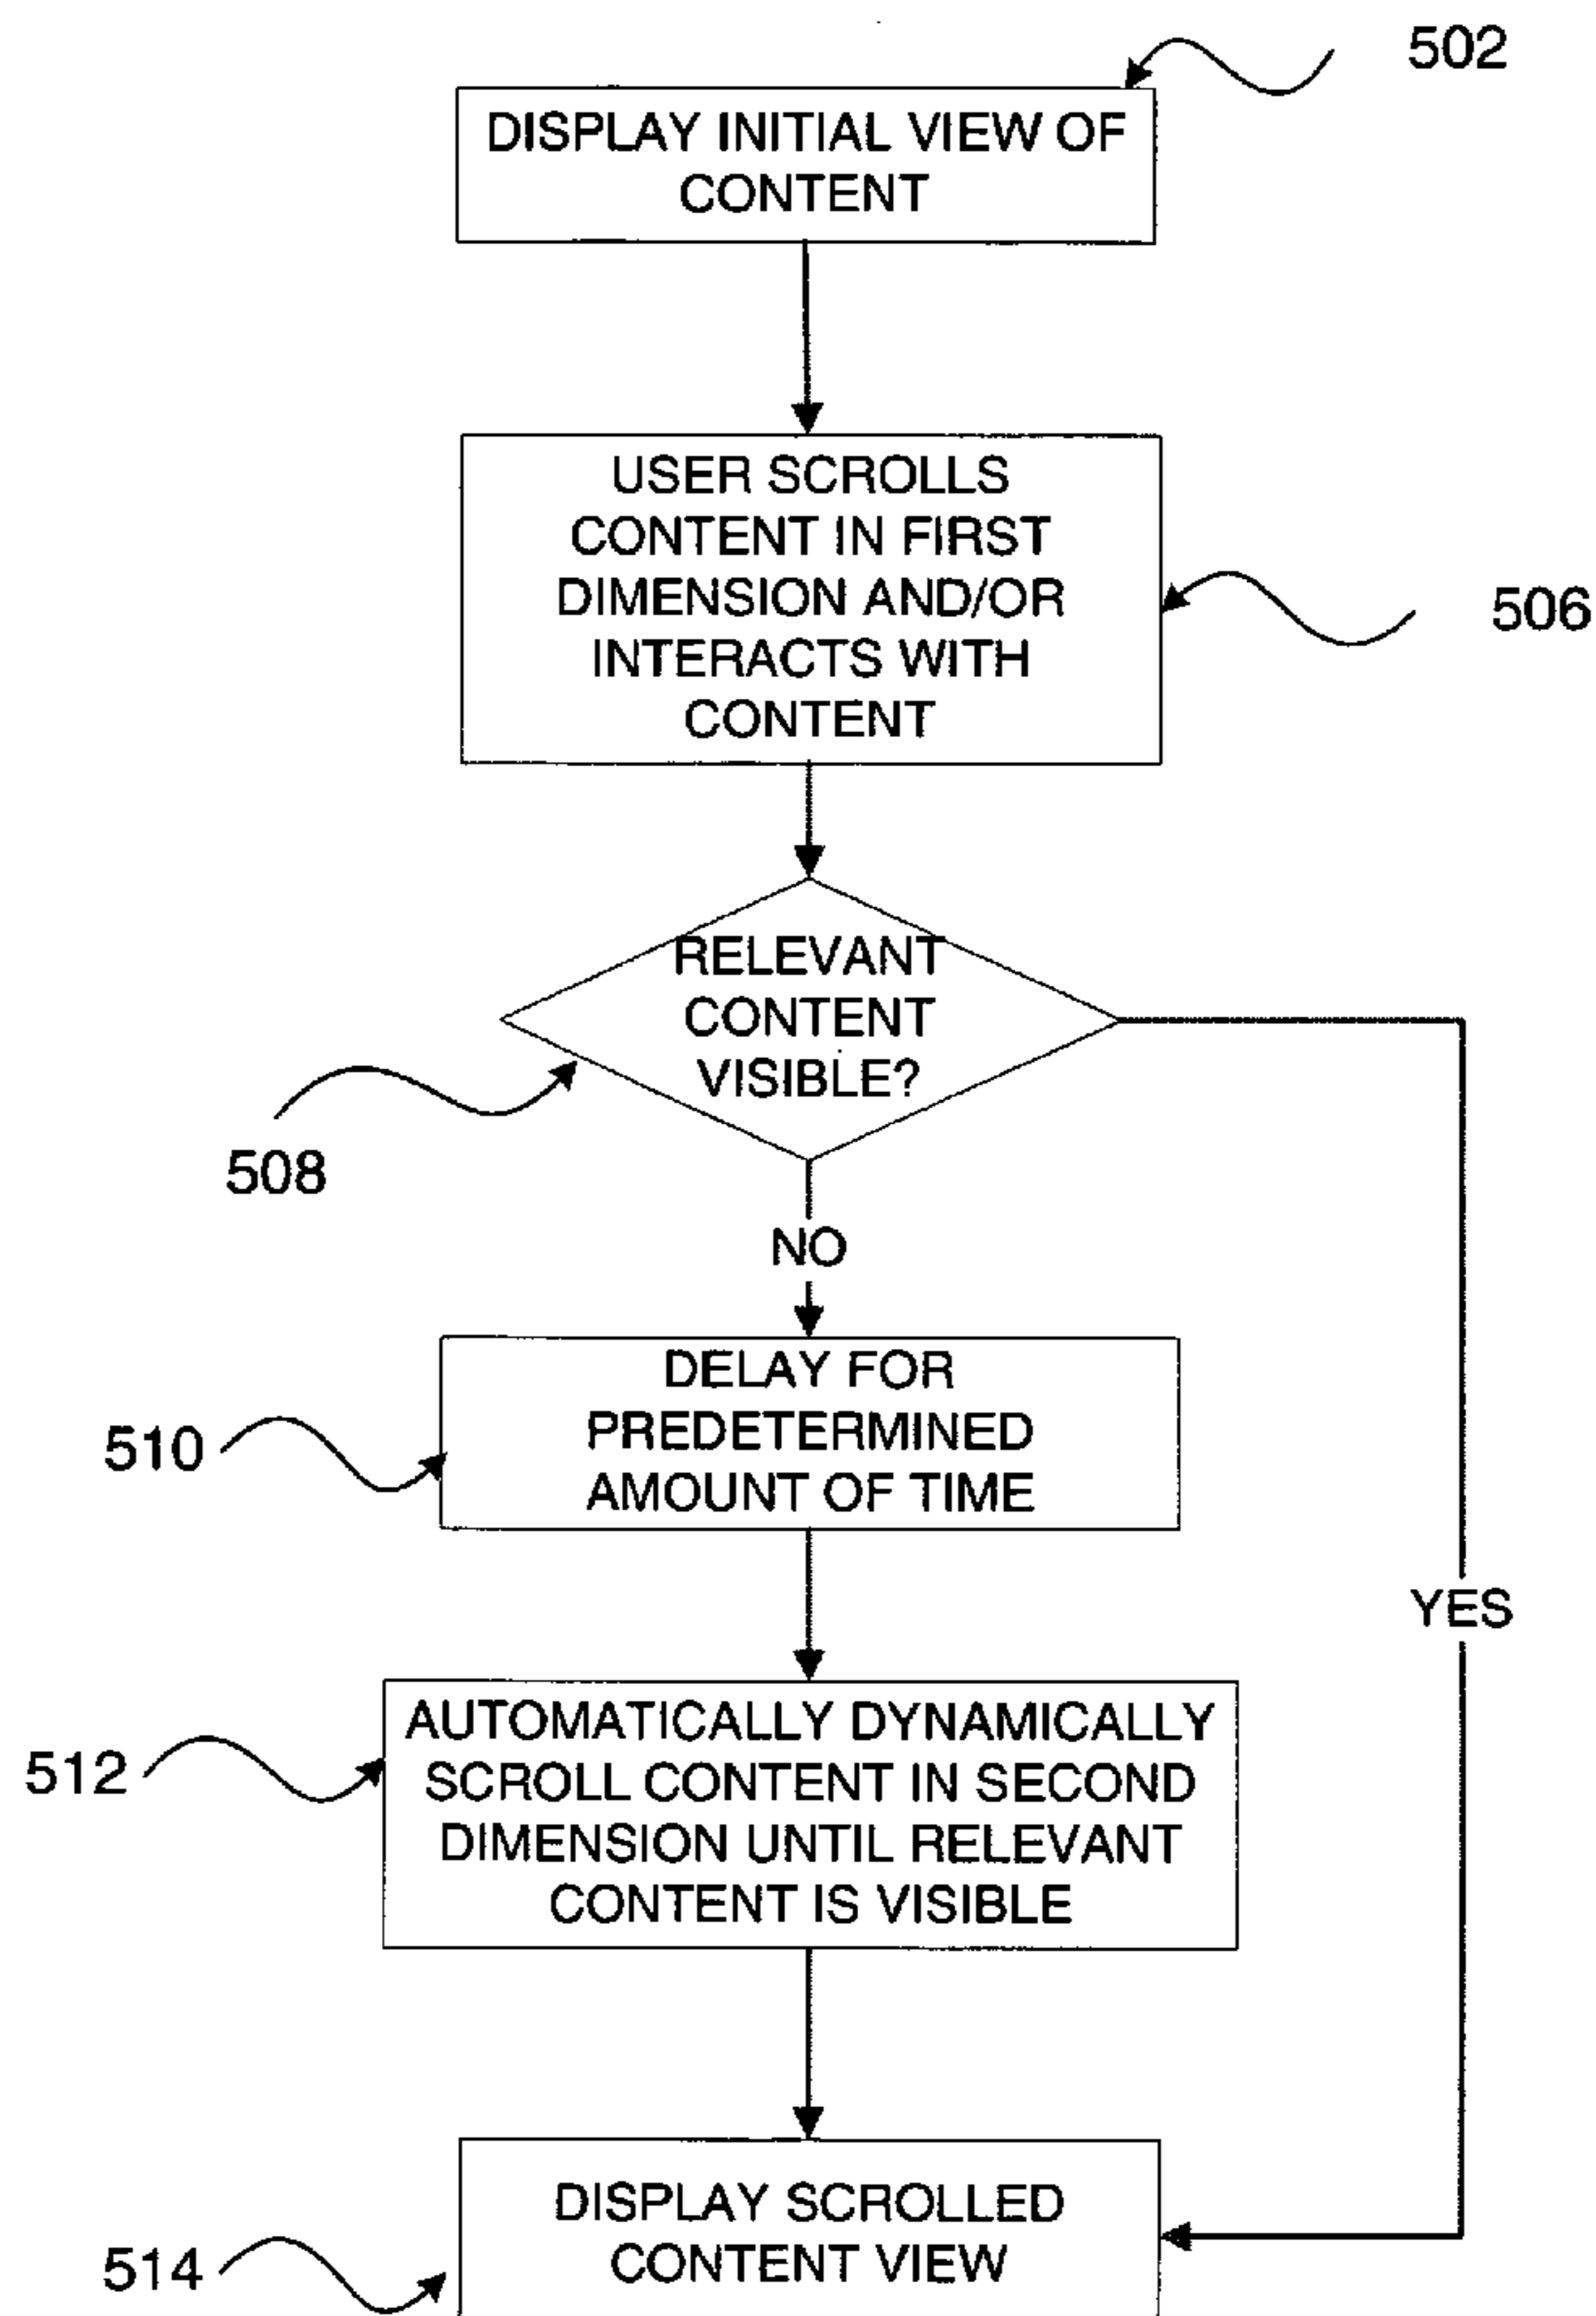 502
DISPLAY INITIAL VIEW OF
CONTENT
USER SCROLLS
CONTENT IN FIRST
DIMENSION AND/OR
INTERACTS WITH
CONTENT
506
RELEVANT
CONTENT
VISIBLE?
508
NO
DELAY FOR
PREDETERMINED
AMOUNT OF TIME
510
YES
AUTOMATICALLY DYNAMICALLY
SCROLL CONTENT IN SECOND
DIMENSION UNTIL RELEVANT
CONTENT IS VISIBLE
512
DISPLAY SCROLLED
CONTENT VIEW
514